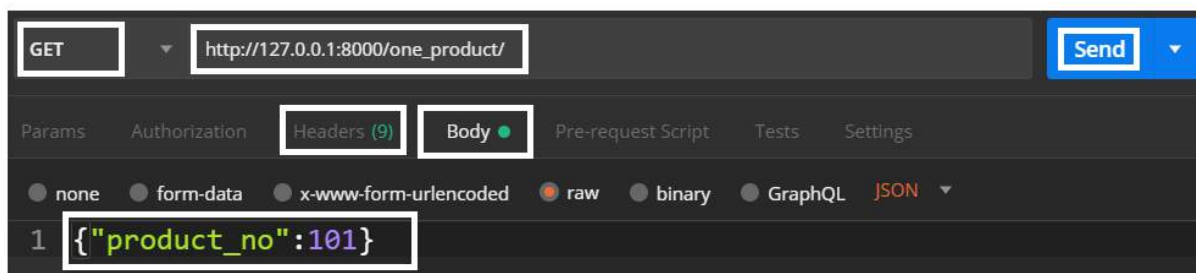 GET http://127.0.0.1:8000/one_product/ Send
Params Authorization Headers (9) Body Pre-request Script Tests Settings
none form-data x-www-form-urlencoded raw binary GraphQL JSON
1 {"product_no":101}